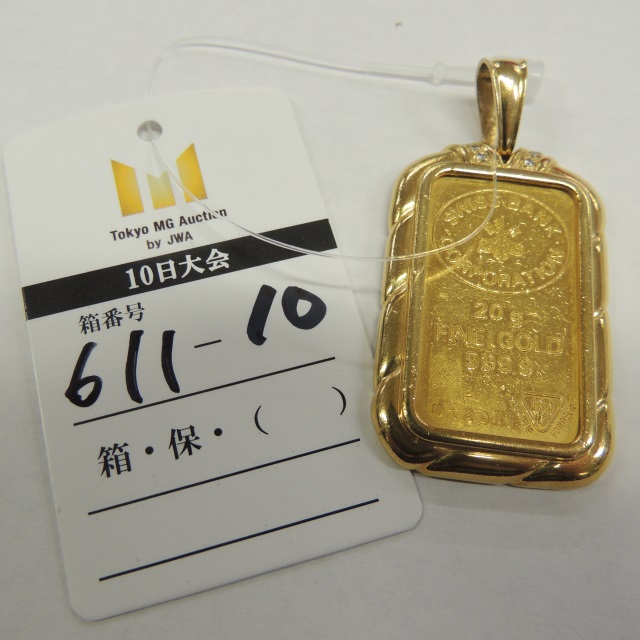 Tokyo MG Auction
by JWA
10日大会
箱番号
611-10
箱・保・( )
SWISS BANK
CORPORATION
20 g
FINE GOLD
999.9